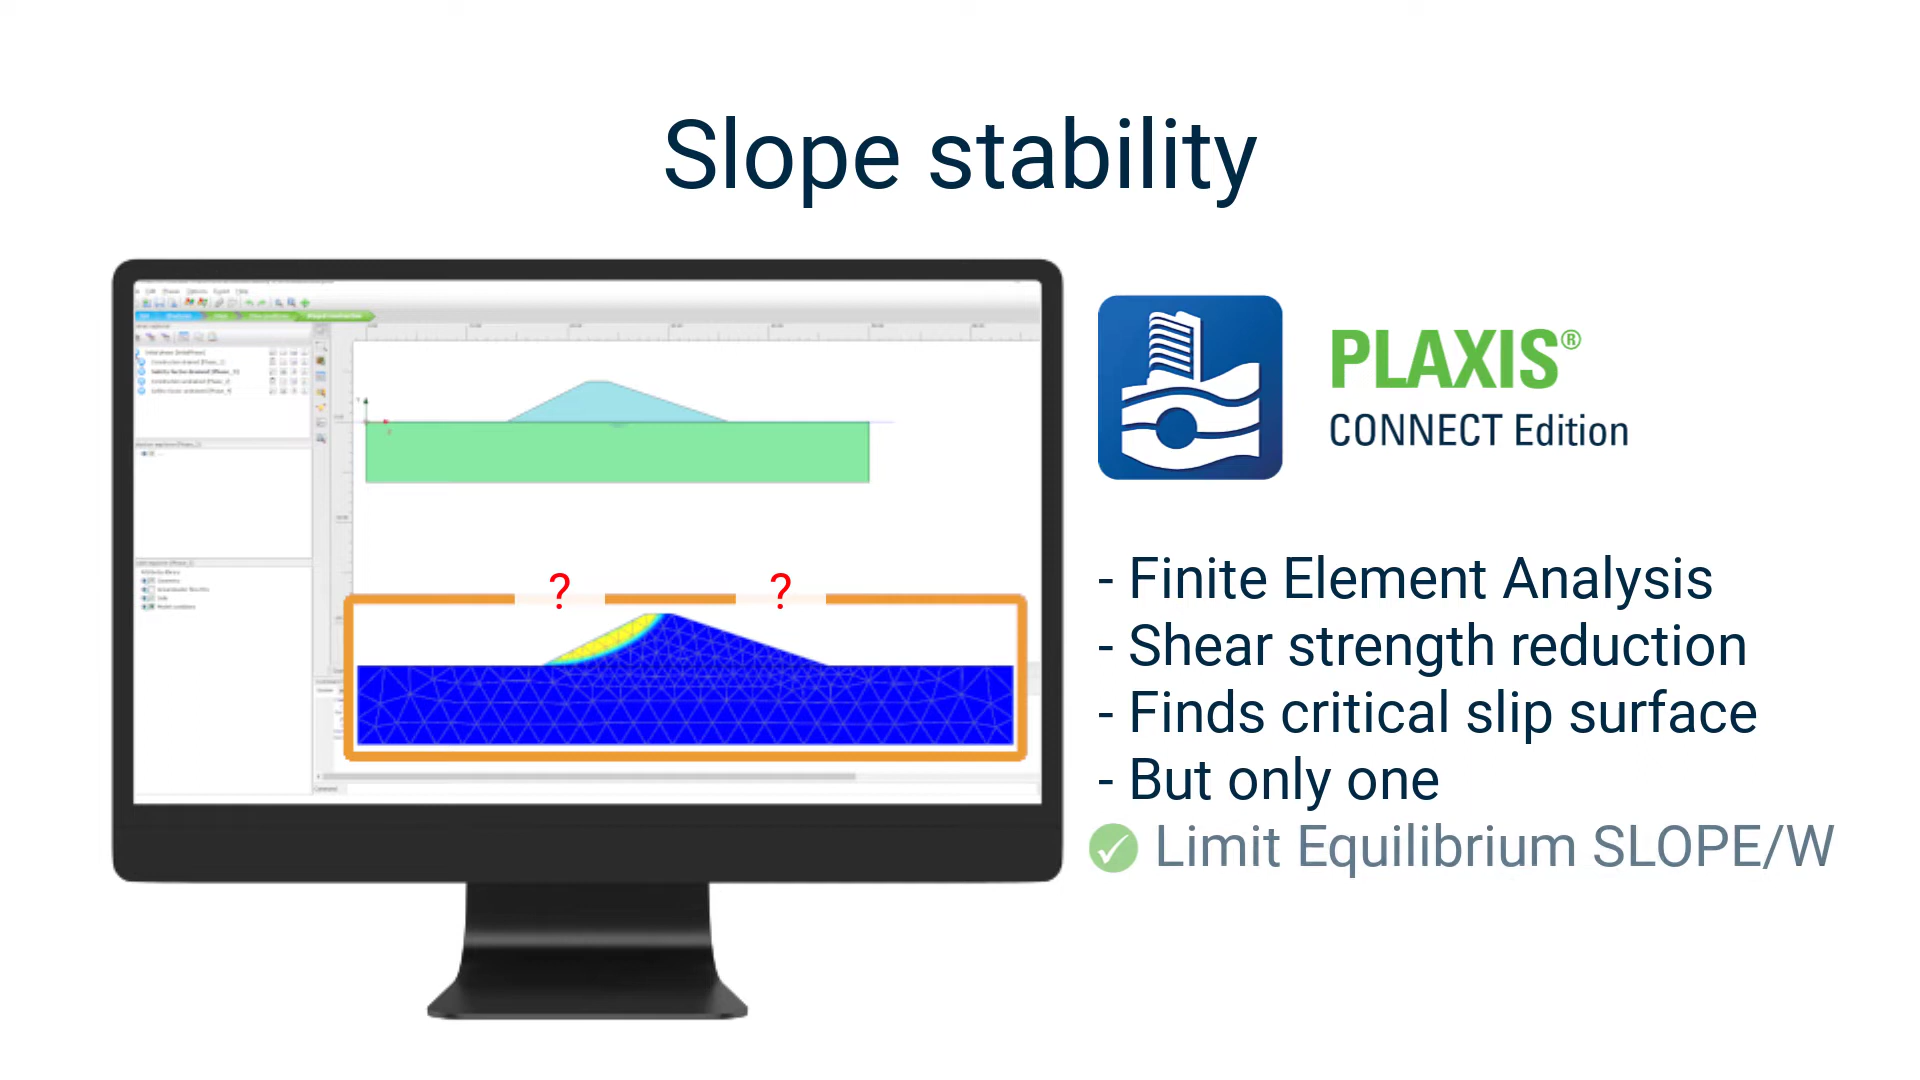 Slope stability
PLAXIS®
CONNECT Edition
? ?
- Finite Element Analysis
- Shear strength reduction
- Finds critical slip surface
- But only one
Limit Equilibrium SLOPE/W